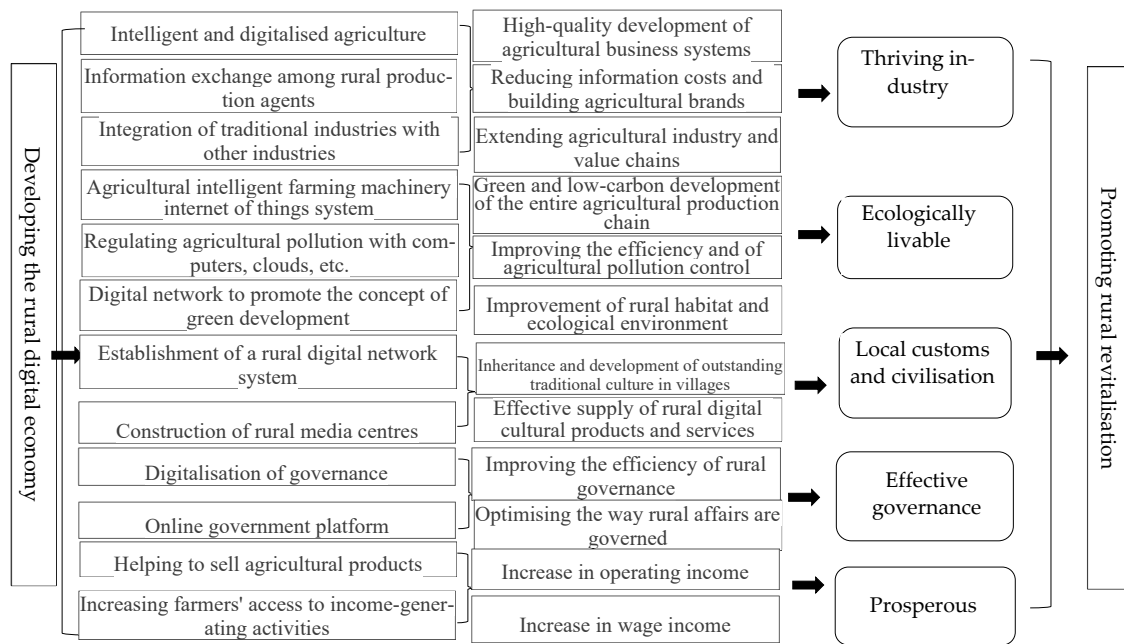 Developing the rural digital economy
Intelligent and digitalised agriculture
Information exchange among rural produc-
tion agents
Integration of traditional industries with
other industries
Agricultural intelligent farming machinery
internet of things system
Regulating agricultural pollution with com-
puters, clouds, etc.
Digital network to promote the concept of
green development
Establishment of a rural digital network
system
Construction of rural media centres
Digitalisation of governance
Online government platform
Helping to sell agricultural products
Increasing farmers' access to income-gener-
ating activities
High-quality development of
agricultural business systems
Reducing information costs and
building agricultural brands
Extending agricultural industry and
value chains
Green and low-carbon development
of the entire agricultural production
chain
Improving the efficiency and of
agricultural pollution control
Improvement of rural habitat and
ecological environment
Inheritance and development of outstanding
traditional culture in villages
Effective supply of rural digital
cultural products and services
Improving the efficiency of rural
governance
Optimising the way rural affairs are
governed
Increase in operating income
Increase in wage income
Thriving in-
dustry
Ecologically
livable
Local customs
and civilisation
Effective
governance
Prosperous
Promoting rural revitalisation